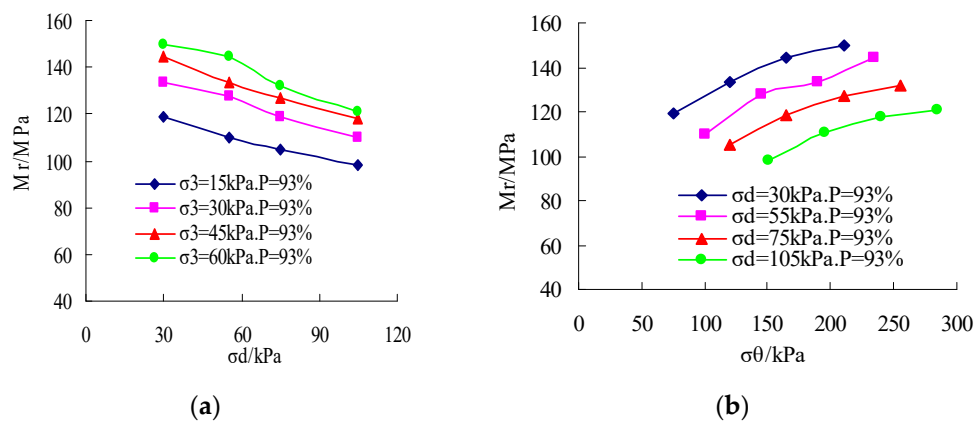 160
140
120
100
80
60
40
Mr/MPa
σ3=15kPa.P=93%
σ3=30kPa.P=93%
σ3=45kPa.P=93%
σ3=60kPa.P=93%
0 30 60 90 120
σd/kPa
(a)
160
140
120
100
80
60
40
Mr/MPa
σd=30kPa.P=93%
σd=55kPa.P=93%
σd=75kPa.P=93%
σd=105kPa.P=93%
0 50 100 150 200 250 300
σθ/kPa
(b)